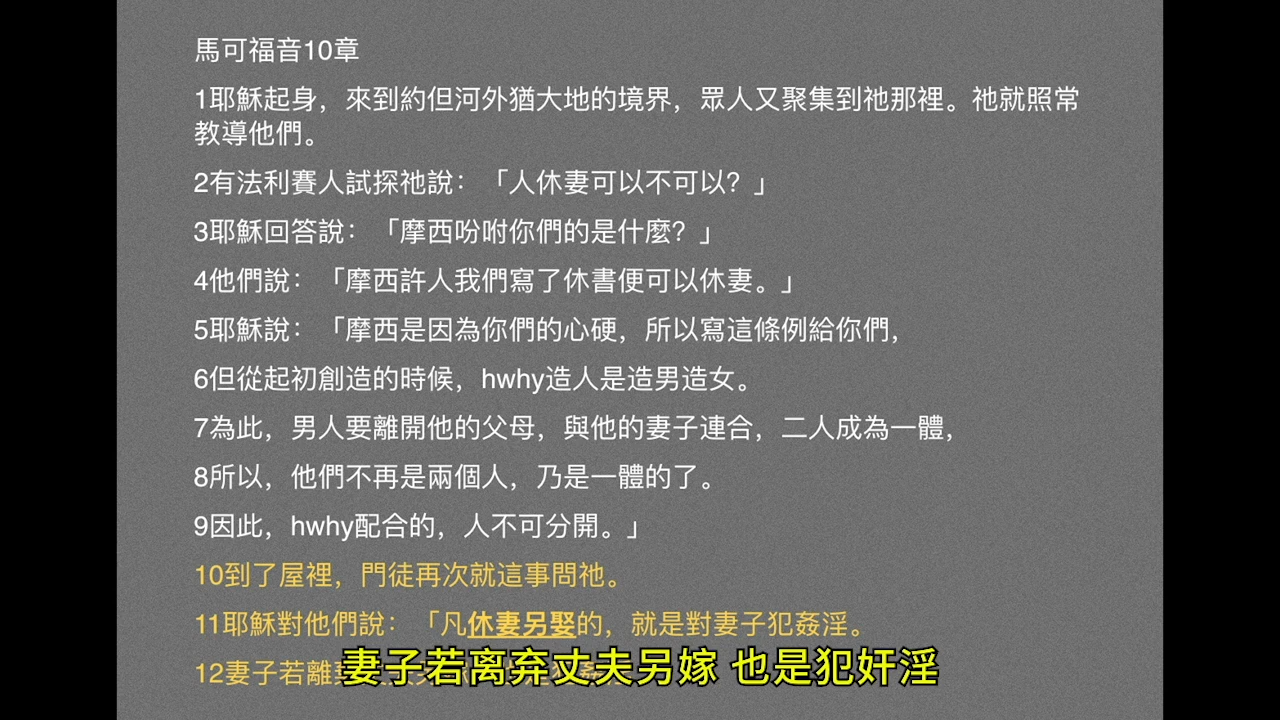 馬可福音10章
1耶穌起身，來到約但河外猶大地的境界，眾人又聚集到祂那裡。祂就照常
教導他們。
2有法利賽人試探祂說：「人休妻可以不可以？」
3耶穌回答說：「摩西吩咐你們的是什麼？」
4他們說：「摩西許人我們寫了休書便可以休妻。」
5耶穌說：「摩西是因為你們的心硬，所以寫這條例給你們，
6但從起初創造的時候，hwhy造人是造男造女。
7為此，男人要離開他的父母，與他的妻子連合，二人成為一體，
8所以，他們不再是兩個人，乃是一體的了。
9因此，hwhy配合的，人不可分開。」
10到了屋裡，門徒再次就這事問祂。
11耶穌對他們說：「凡休妻另娶的，就是對妻子犯姦淫。
12妻子若離
妻子若离弃丈夫另嫁 也是犯奸淫